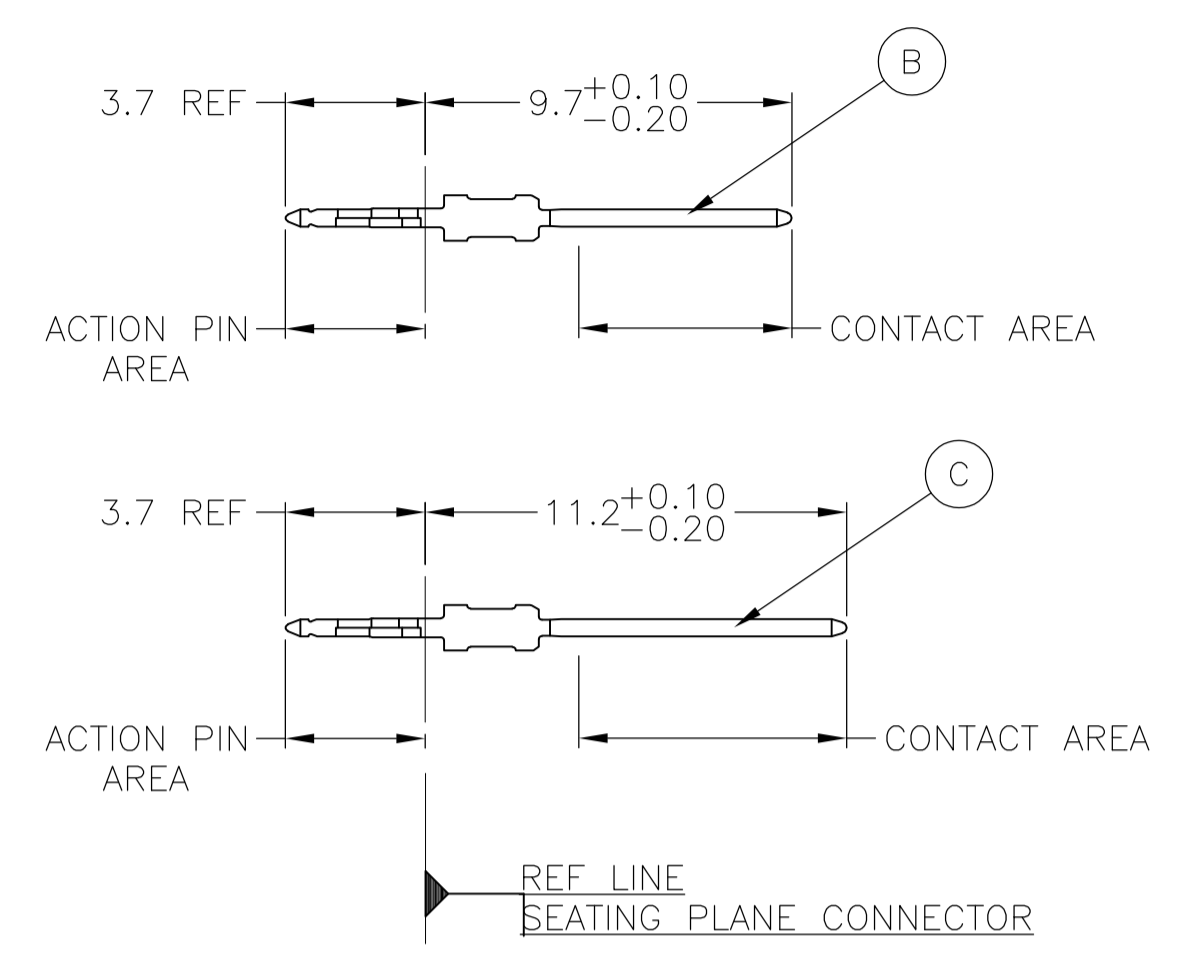 B
3.7 REF
9.7+0.10
−0.20
ACTION PIN
AREA
CONTACT AREA
C
3.7 REF
11.2+0.10
−0.20
ACTION PIN
AREA
CONTACT AREA
REF LINE
SEATING PLANE CONNECTOR